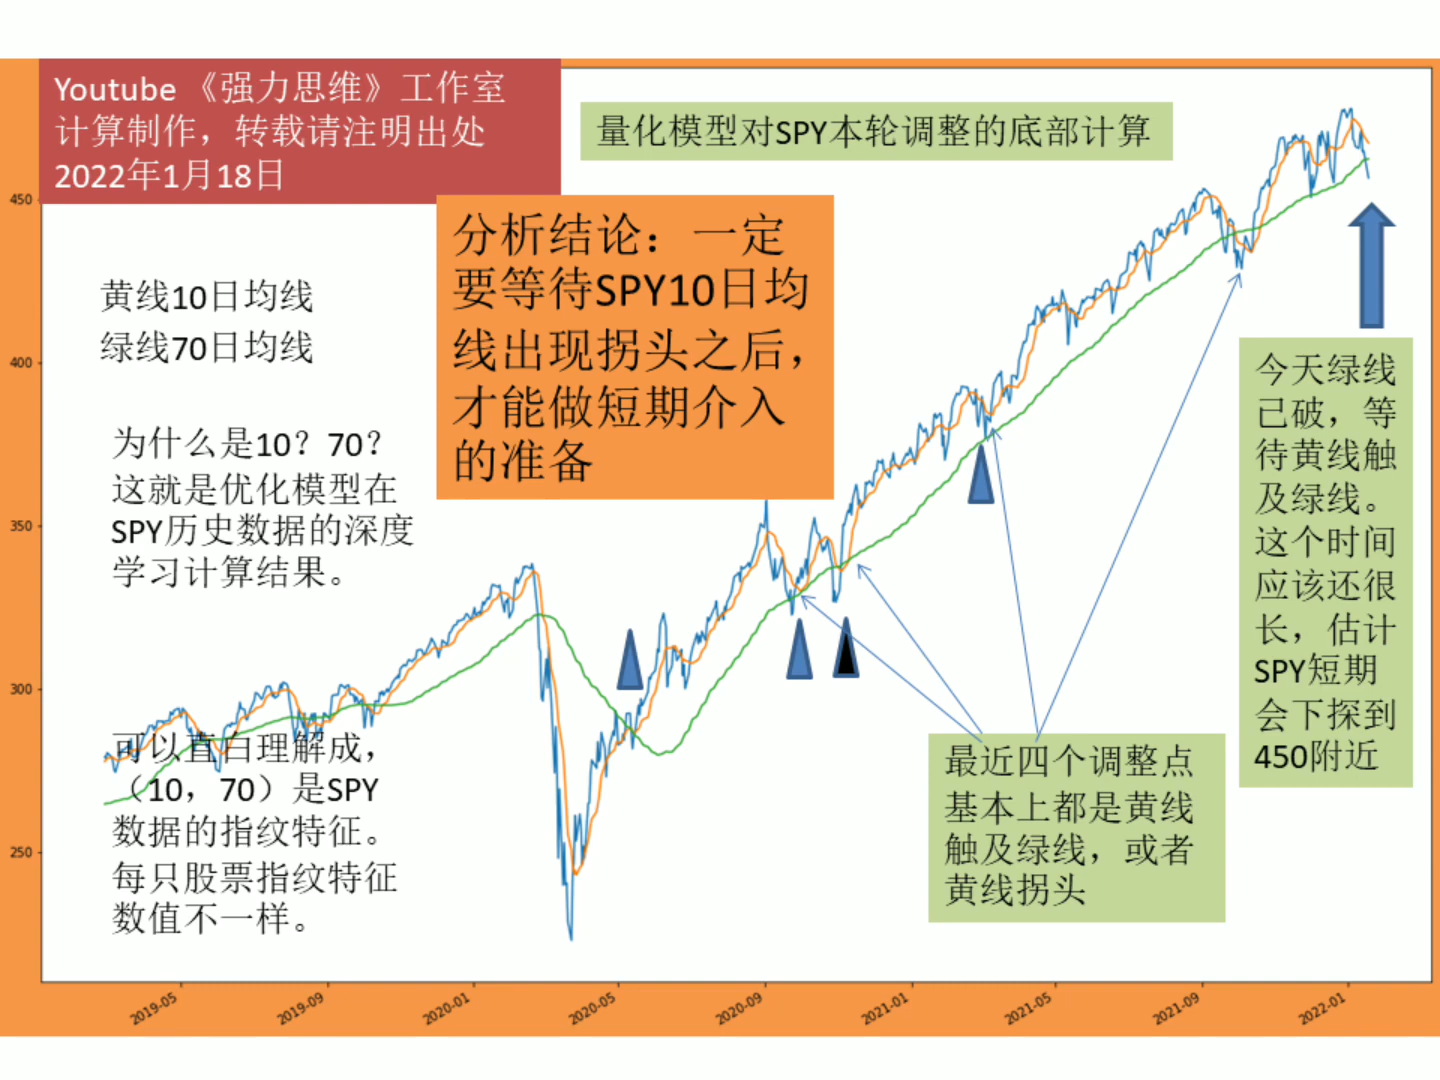 Youtube 《强力思维》工作室
计算制作，转载请注明出处
2022年1月18日
量化模型对SPY本轮调整的底部计算
分析结论：一定
要等待SPY10日均
线出现拐头之后，
才能做短期介入
的准备
黄线10日均线
绿线70日均线
为什么是10？70？
这就是优化模型在
SPY历史数据的深度
学习计算结果。
可以直白理解成，
（10，70）是SPY
数据的指纹特征。
每只股票指纹特征
数值不一样。
今天绿线
已破，等
待黄线触
及绿线。
这个时间
应该还很
长，估计
SPY短期
会下探到
450附近
最近四个调整点
基本上都是黄线
触及绿线，或者
黄线拐头
450
400
350
300
250
2019-05
2019-09
2020-01
2020-05
2020-09
2021-01
2021-05
2021-09
2022-01